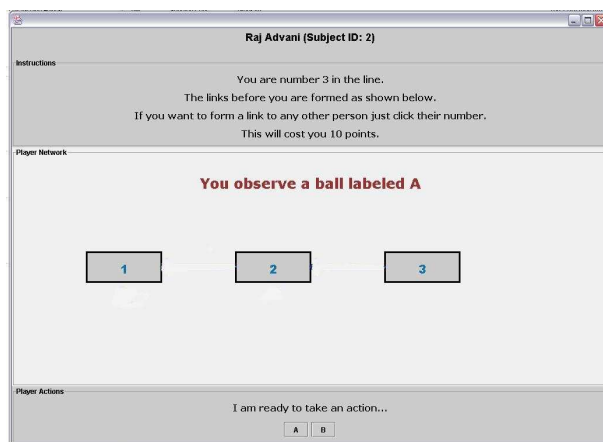 Raj Advani (Subject ID: 2)
Instructions
You are number 3 in the line.
The links before you are formed as shown below.
If you want to form a link to any other person just click their number.
This will cost you 10 points.
Player Network
You observe a ball labeled A
1 2 3
Player Actions
I am ready to take an action...
A B